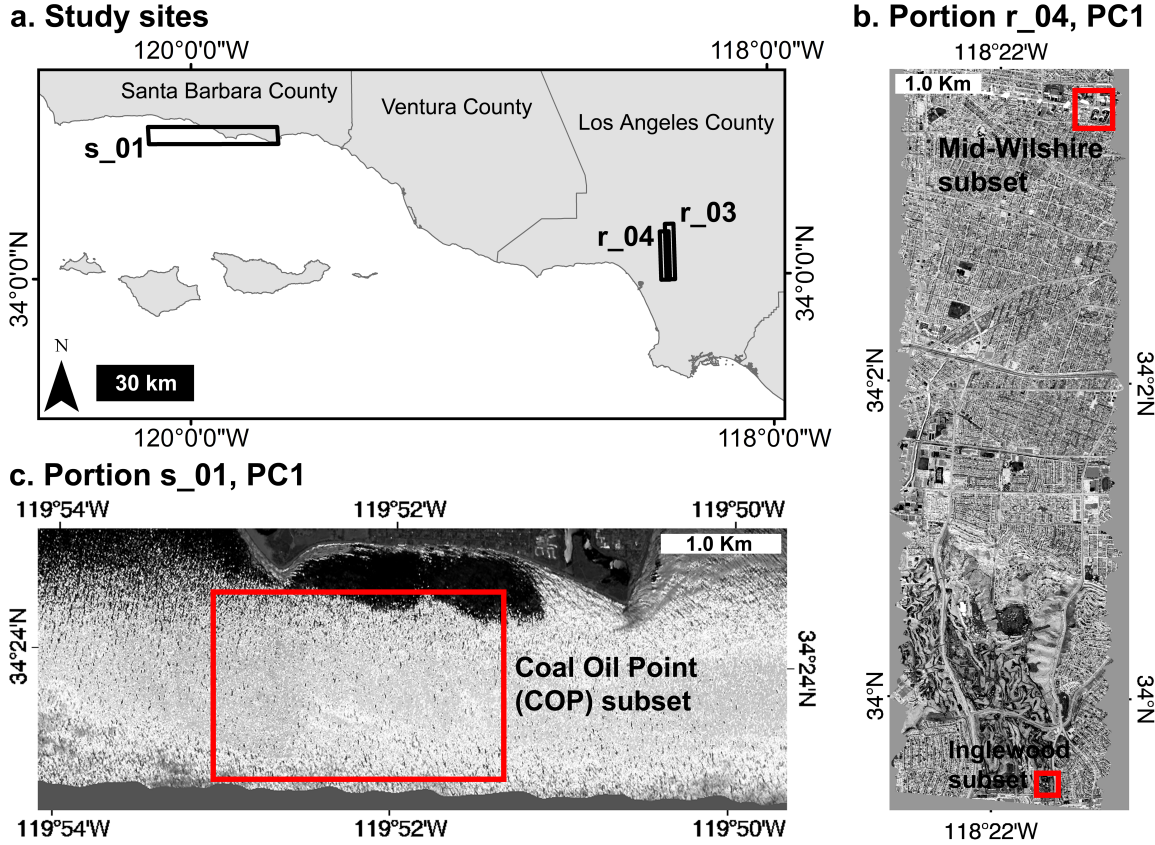 a. Study sites
120°0'0"W
118°0'0"W
Santa Barbara County
Ventura County
Los Angeles County
s_01
r_03
r_04
34°0'0"N
34°0'0"N
N
30 km
120°0'0"W
118°0'0"W
b. Portion r_04, PC1
118°22'W
1.0 Km
Mid-Wilshire
subset
34°2'N
34°2'N
34°N
34°N
Inglewood
subset
118°22'W
c. Portion s_01, PC1
119°54'W
119°52'W
119°50'W
1.0 Km
34°24'N
34°24'N
Coal Oil Point
(COP) subset
119°54'W
119°52'W
119°50'W